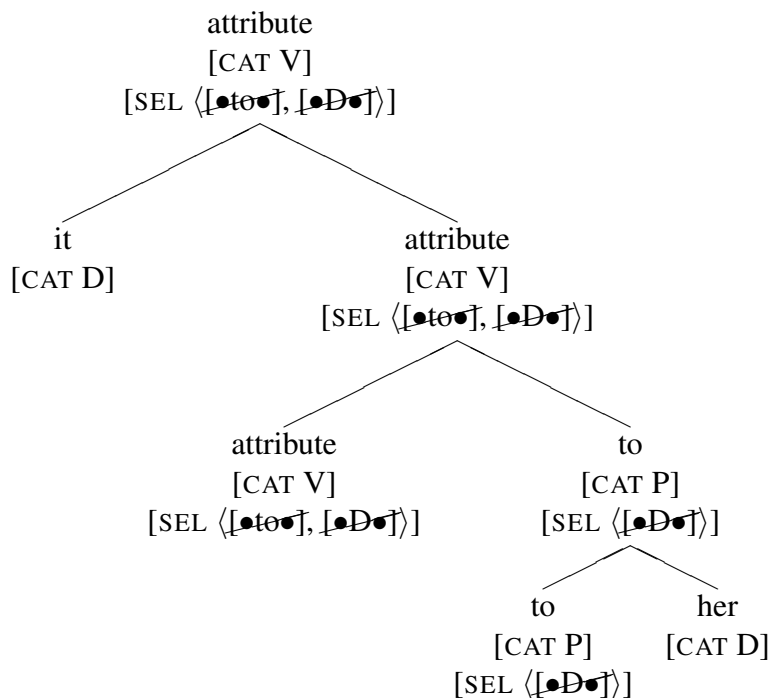 attribute
[CAT V]
[SEL ⟨[●to●], [●D●]⟩]
it
[CAT D]
attribute
[CAT V]
[SEL ⟨[●to●], [●D●]⟩]
attribute
[CAT V]
[SEL ⟨[●to●], [●D●]⟩]
to
[CAT P]
[SEL ⟨[●D●]⟩]
to
[CAT P]
[SEL ⟨[●D●]⟩]
her
[CAT D]